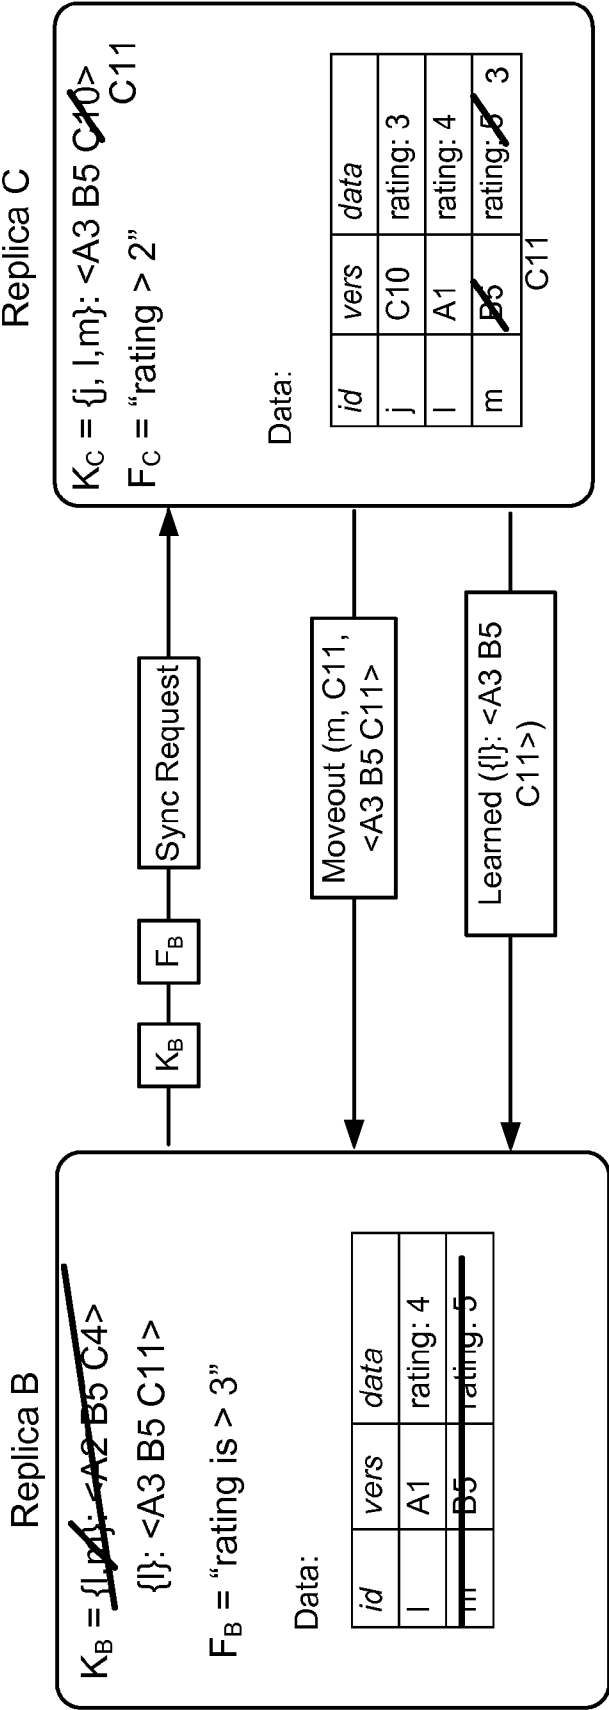 Replica B
K_B = {l,m}: <A2 B5 C4>
{l}: <A3 B5 C11>
F_B = “rating is > 3”
Data:
id vers data
l A1 rating: 4
m B5 rating: 5
K_B
F_B
Sync Request
Moveout (m, C11,
<A3 B5 C11>
Learned ({l}: <A3 B5
C11>)
Replica C
K_C = {j, l,m}: <A3 B5 C10>
C11
F_C = “rating > 2”
Data:
id vers data
j C10 rating: 3
l A1 rating: 4
m B5 rating: 5 3
C11